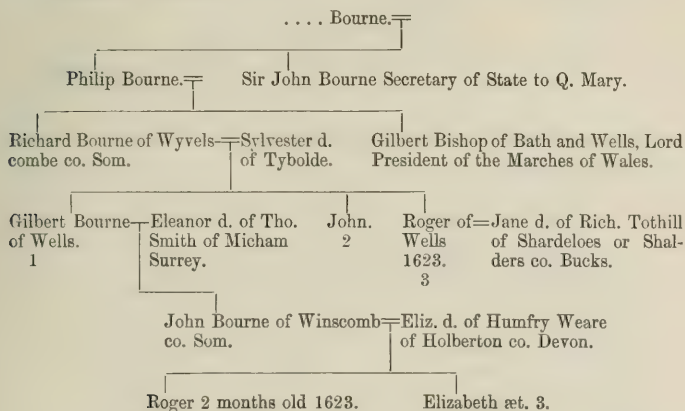 .... Bourne.
Philip Bourne. Sir John Bourne Secretary of State to Q. Mary.
Richard Bourne of Wyvels-
combe co. Som.
Sylvester d.
of Tybolde.
Gilbert Bishop of Bath and Wells, Lord
President of the Marches of Wales.
Gilbert Bourne
of Wells.
1
Eleanor d. of Tho.
Smith of Micham
Surrey.
John.
2
Roger of
Wells
1623.
3
Jane d. of Rich. Tothill
of Shardeloes or Shal-
ders co. Bucks.
John Bourne of Winscomb
co. Som.
Eliz. d. of Humfry Weare
of Holberton co. Devon.
Roger 2 months old 1623. Elizabeth æt. 3.